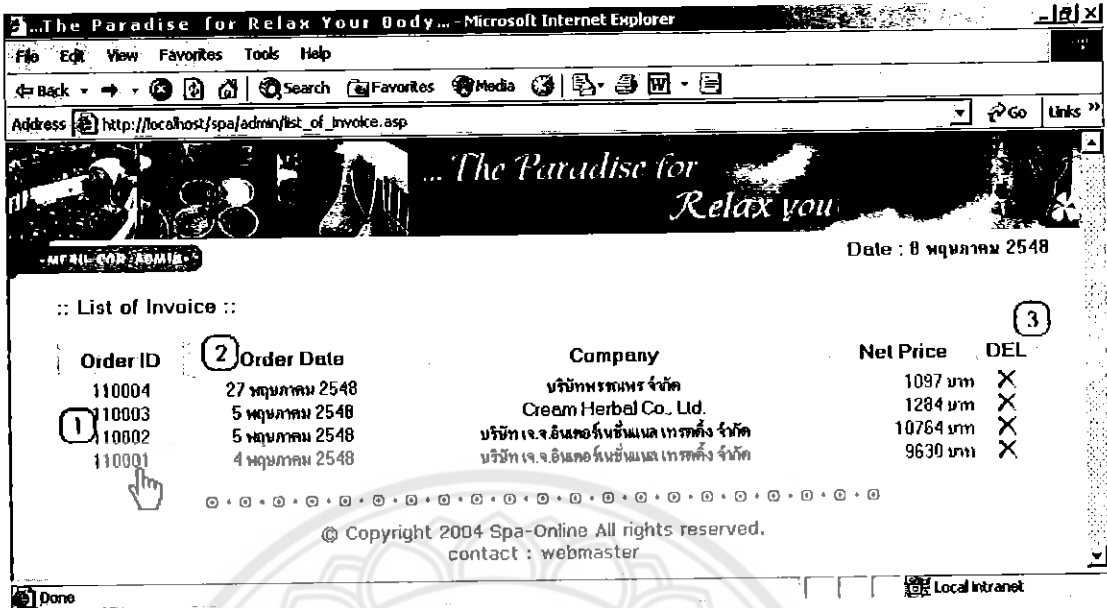 ...The Paradise for Relax Your Body... - Microsoft Internet Explorer
File Edit View Favorites Tools Help
Back Search Favorites Media
Address http://localhost/spa/admin/list_of_invoice.asp Go Links »
... The Paradise for
Relax you
-MENU FOR ADMIN-
Date : 8 พฤษภาคม 2548
:: List of Invoice ::
3
Order ID 2 Order Date Company Net Price DEL
110004 27 พฤษภาคม 2548 บริษัทพรรณพร จำกัด 1097 บาท X
110003 5 พฤษภาคม 2548 Cream Herbal Co., Ltd. 1284 บาท X
1 110002 5 พฤษภาคม 2548 บริษัท เจ.จ.อินเตอร์เนชั่นแนล เทรดดิ้ง จำกัด 10764 บาท X
110001 4 พฤษภาคม 2548 บริษัท เจ.จ.อินเตอร์เนชั่นแนล เทรดดิ้ง จำกัด 9630 บาท X
© Copyright 2004 Spa-Online All rights reserved.
contact : webmaster
Done Local intranet